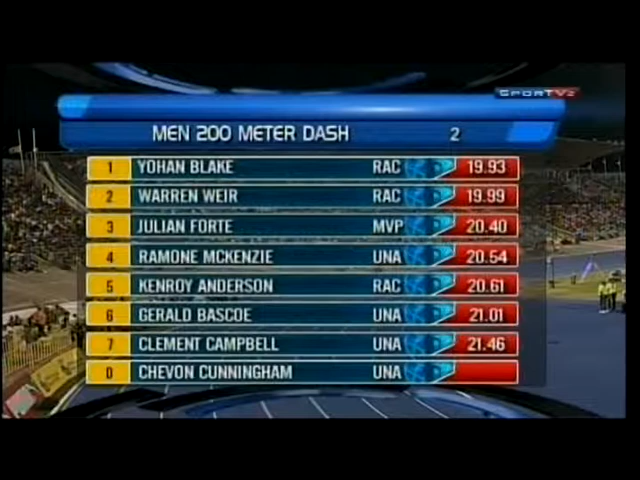 SPORTV2
MEN 200 METER DASH 2
1 YOHAN BLAKE RAC 19.93
2 WARREN WEIR RAC 19.99
3 JULIAN FORTE MVP 20.40
4 RAMONE MCKENZIE UNA 20.54
5 KENROY ANDERSON RAC 20.61
6 GERALD BASCOE UNA 21.01
7 CLEMENT CAMPBELL UNA 21.46
0 CHEVON CUNNINGHAM UNA